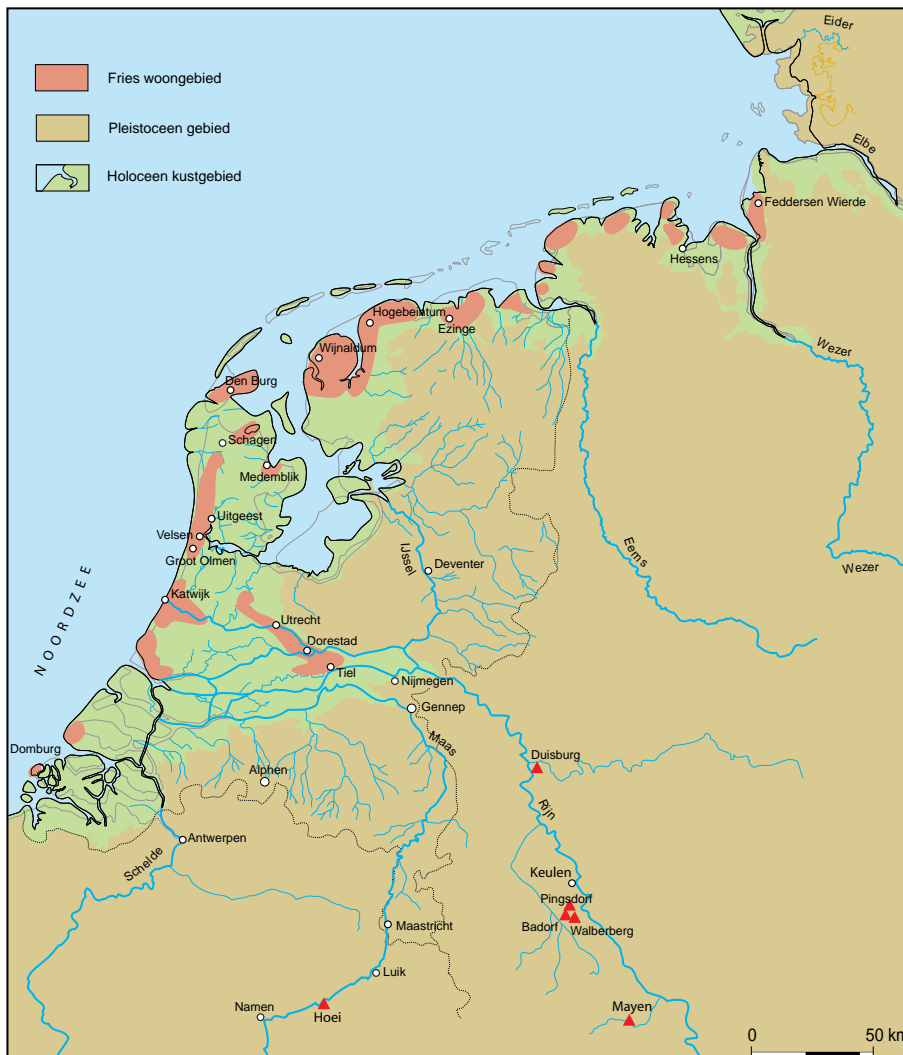 Eider
Fries woongebied
Pleistoceen gebied
Elbe
Holoceen kustgebied
Feddersen Wierde
Hessens
Hogebeintum
Ezinge
Wezer
Wijnaldum
Den Burg
Schagen
Medemblik
Uitgeest
Velsen
Groot Olmen
IJssel
Eems
Wezer
Deventer
NOORDZEE
Katwijk
Utrecht
Dorestad
Tiel
Nijmegen
Gennep
Maas
Domburg
Duisburg
Alphen
Rijn
Antwerpen
Schelde
Keulen
Pingsdorf
Badorf
Walberberg
Maastricht
Luik
Namen
Hoei
Mayen
0 50 km